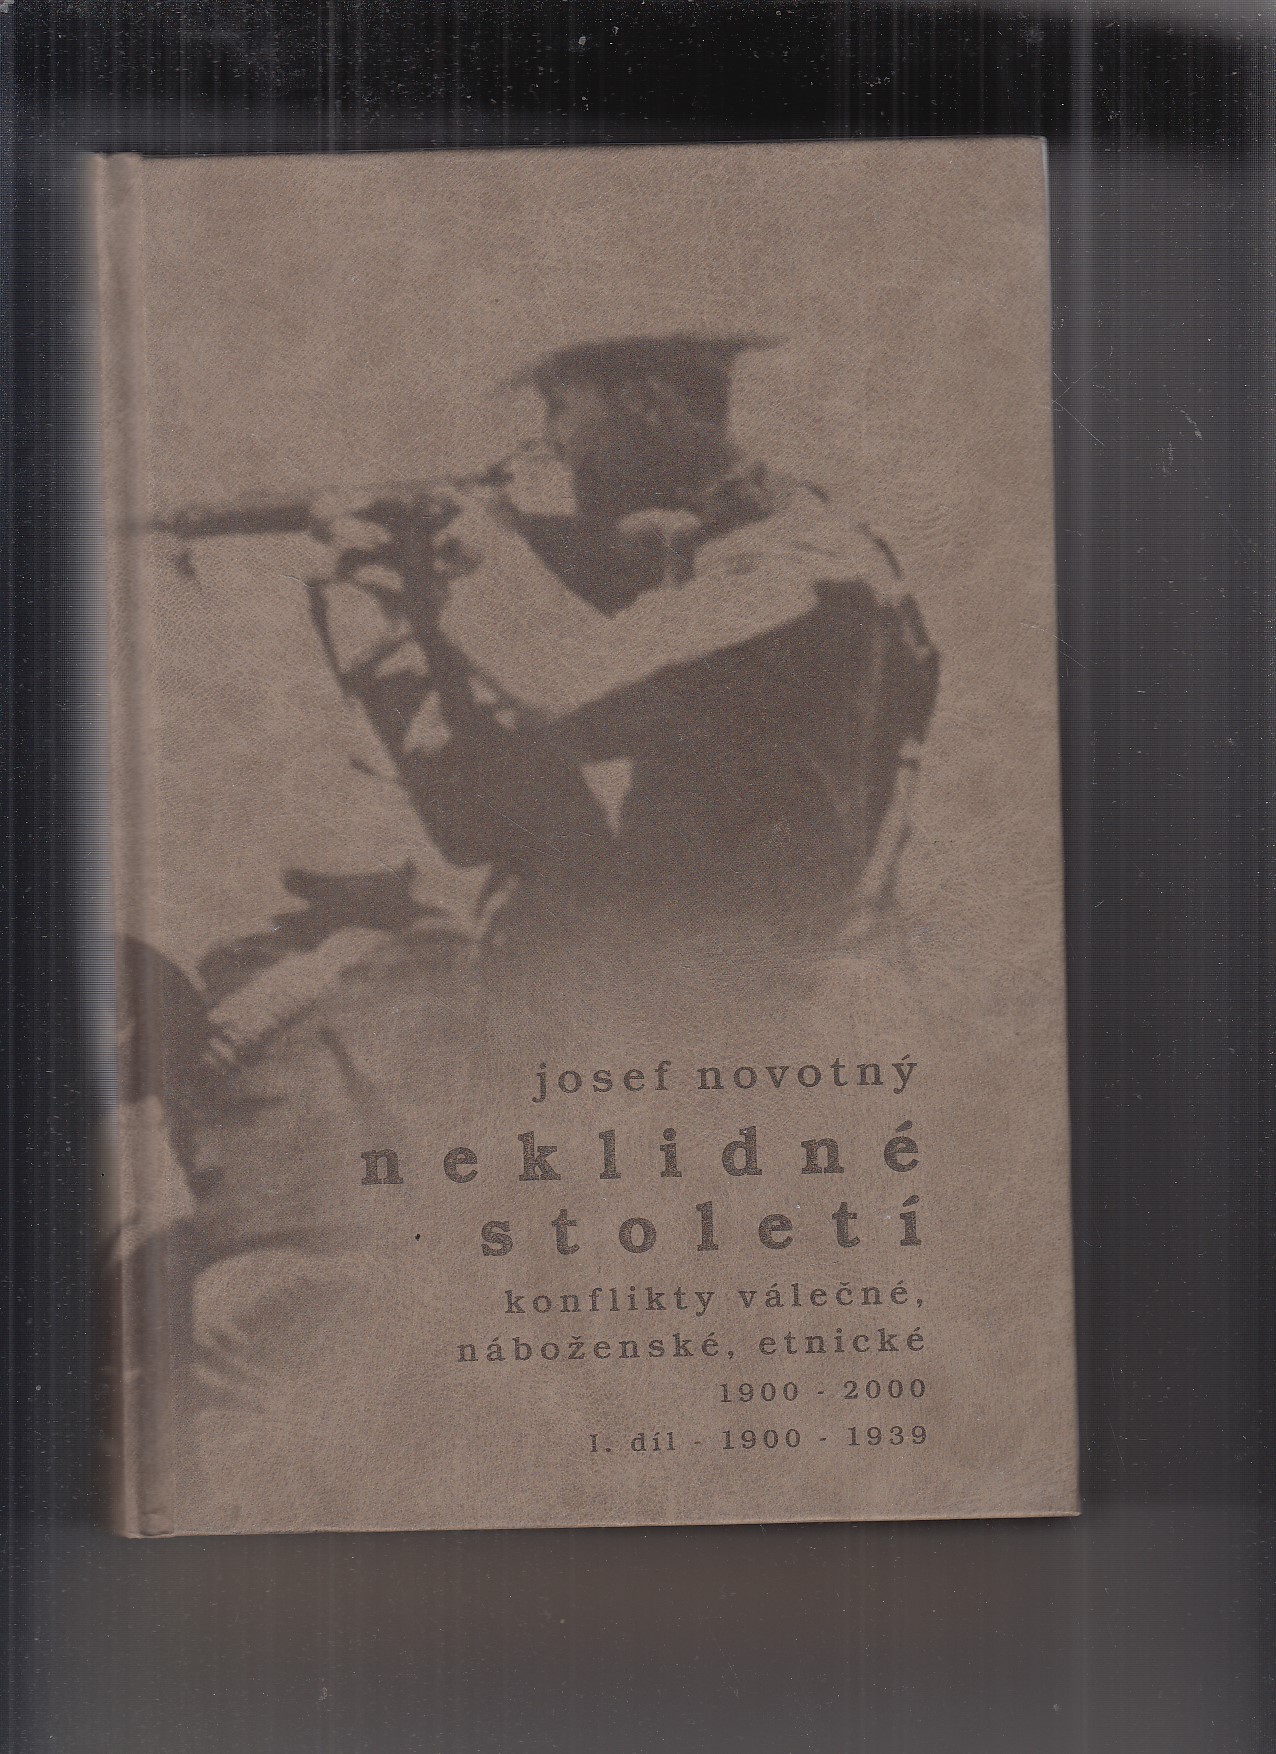 josef novotný
neklidné
století
konflikty válečné,
náboženské, etnické
1900 - 2000
I. díl - 1900 - 1939